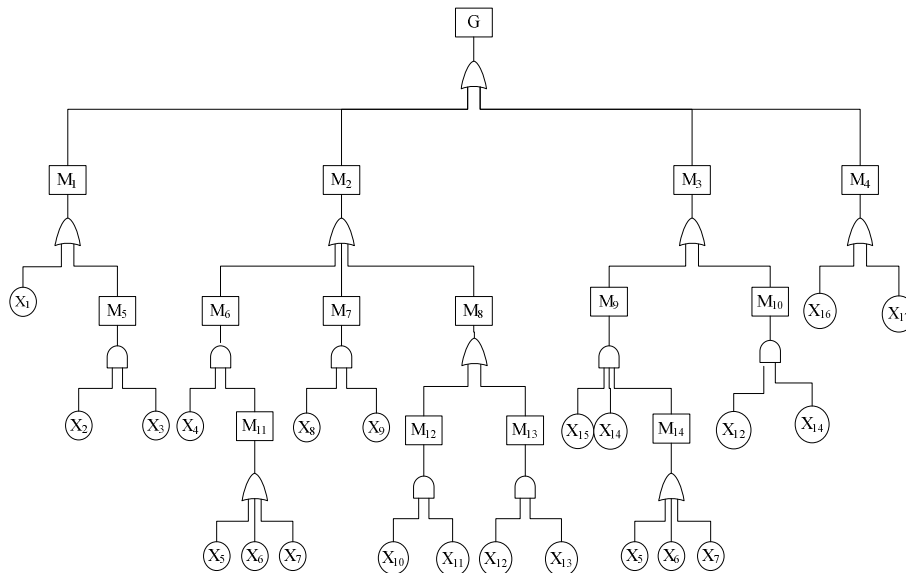 G
M1 M2 M3 M4
X1 M5 M6 M7 M8 M9 M10 X16 X17
X2 X3 X4 M11 X8 X9 M12 M13 X15 X14 M14 X12 X14
X5 X6 X7 X10 X11 X12 X13 X5 X6 X7